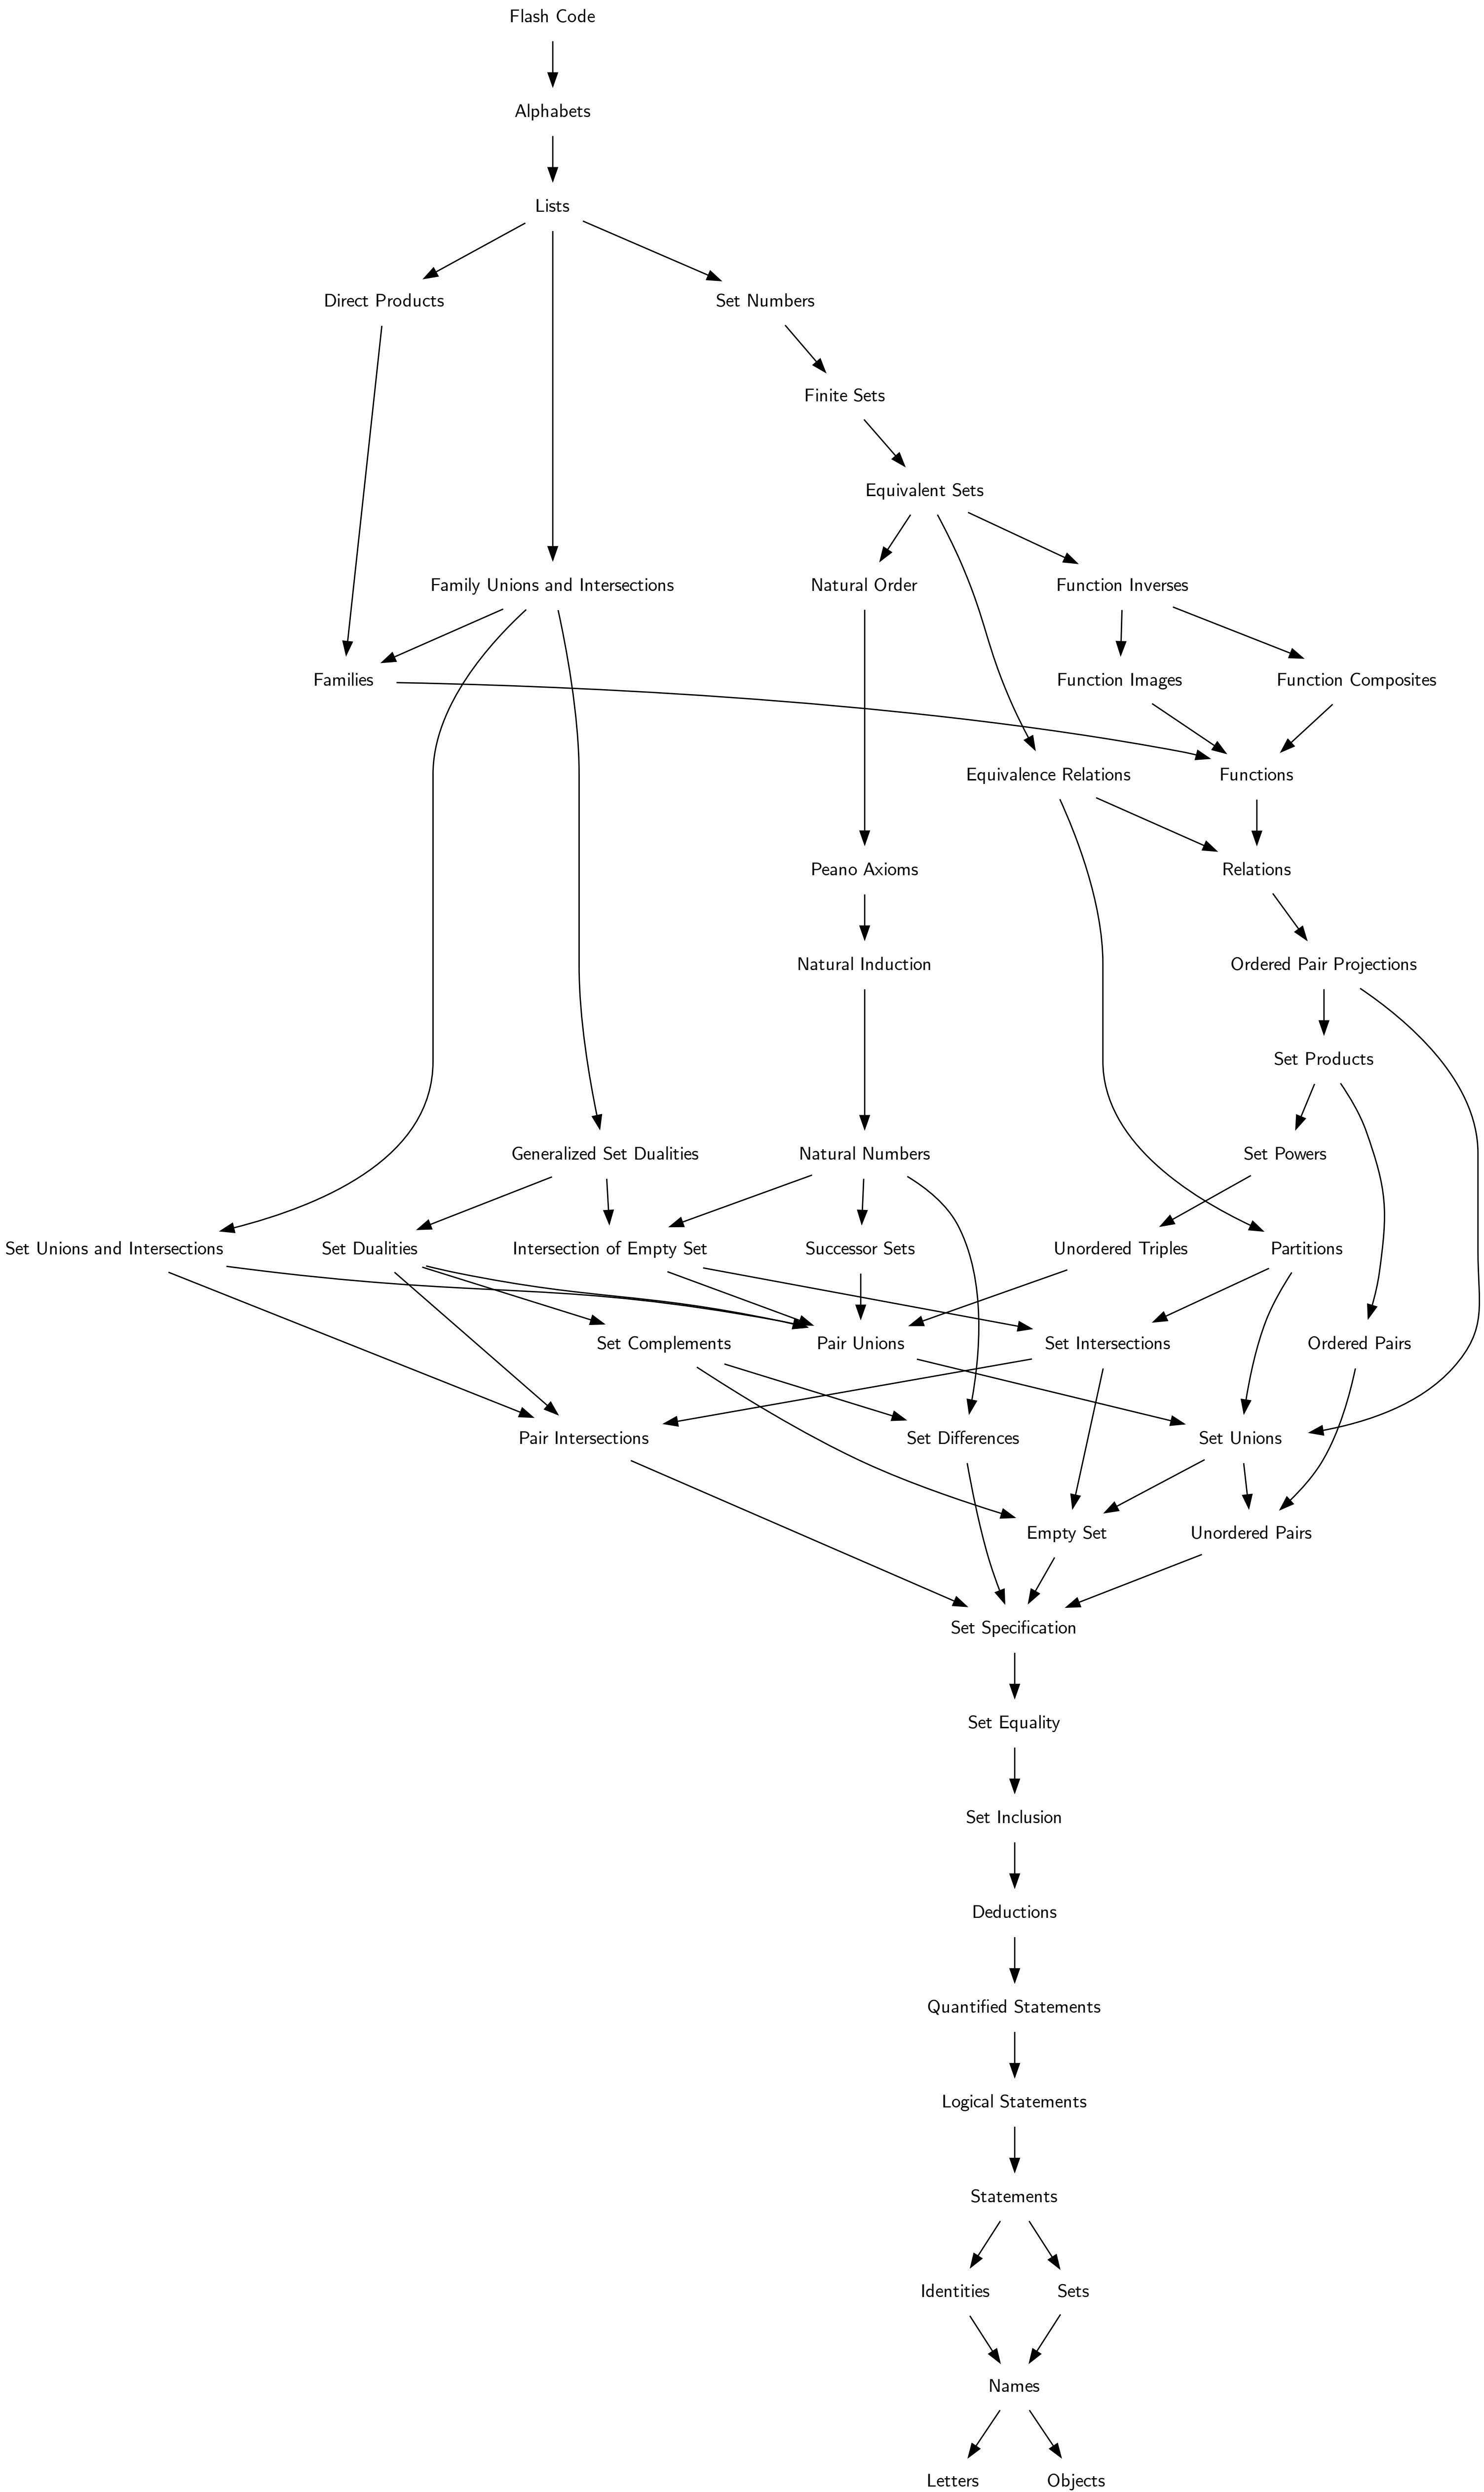 Flash Code
Alphabets
Lists
Direct Products
Set Numbers
Finite Sets
Equivalent Sets
Family Unions and Intersections
Natural Order
Function Inverses
Families
Function Images
Function Composites
Equivalence Relations
Functions
Peano Axioms
Relations
Natural Induction
Ordered Pair Projections
Set Products
Generalized Set Dualities
Natural Numbers
Set Powers
Set Unions and Intersections
Set Dualities
Intersection of Empty Set
Successor Sets
Unordered Triples
Partitions
Set Complements
Pair Unions
Set Intersections
Ordered Pairs
Pair Intersections
Set Differences
Set Unions
Empty Set
Unordered Pairs
Set Specification
Set Equality
Set Inclusion
Deductions
Quantified Statements
Logical Statements
Statements
Identities
Sets
Names
Letters
Objects